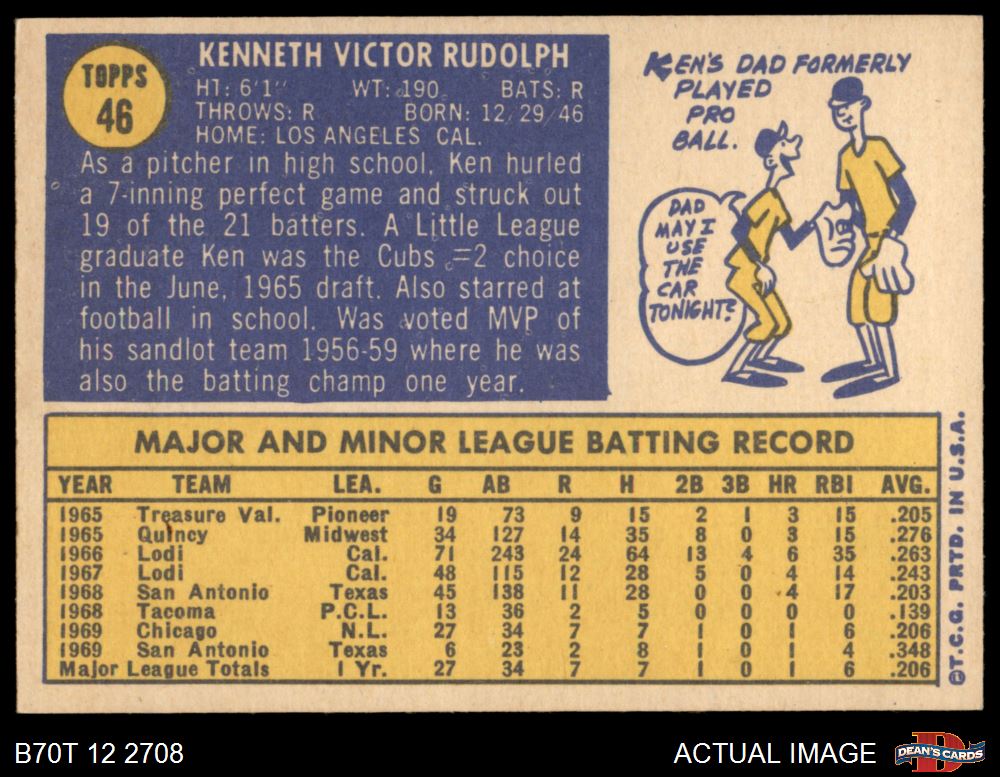 TOPPS
46
KENNETH VICTOR RUDOLPH
HT: 6'1" WT: 190 BATS: R
THROWS: R BORN: 12/29/46
HOME: LOS ANGELES CAL.
As a pitcher in high school, Ken hurled
a 7-inning perfect game and struck out
19 of the 21 batters. A Little League
graduate Ken was the Cubs =2 choice
in the June, 1965 draft. Also starred at
football in school. Was voted MVP of
his sandlot team 1956-59 where he was
also the batting champ one year.
KEN'S DAD FORMERLY
PLAYED
PRO
BALL.
DAD
MAY I
USE
THE
CAR
TONIGHT?
MAJOR AND MINOR LEAGUE BATTING RECORD
YEAR TEAM LEA. G AB R H 2B 3B HR RBI AVG.
1965 Treasure Val. Pioneer 19 73 9 15 2 1 3 15 .205
1965 Quincy Midwest 34 127 14 35 8 0 3 15 .276
1966 Lodi Cal. 71 243 24 64 13 4 6 35 .263
1967 Lodi Cal. 48 115 12 28 5 0 4 14 .243
1968 San Antonio Texas 45 138 11 28 0 0 4 17 .203
1968 Tacoma P.C.L. 13 36 2 5 0 0 0 0 .139
1969 Chicago N.L. 27 34 7 7 1 0 1 6 .206
1969 San Antonio Texas 6 23 2 8 1 0 1 4 .348
Major League Totals 1 Yr. 27 34 7 7 1 0 1 6 .206
©T.C.G. PRTD. IN U.S.A.
B70T 12 2708
ACTUAL IMAGE
D
DEAN'S CARDS